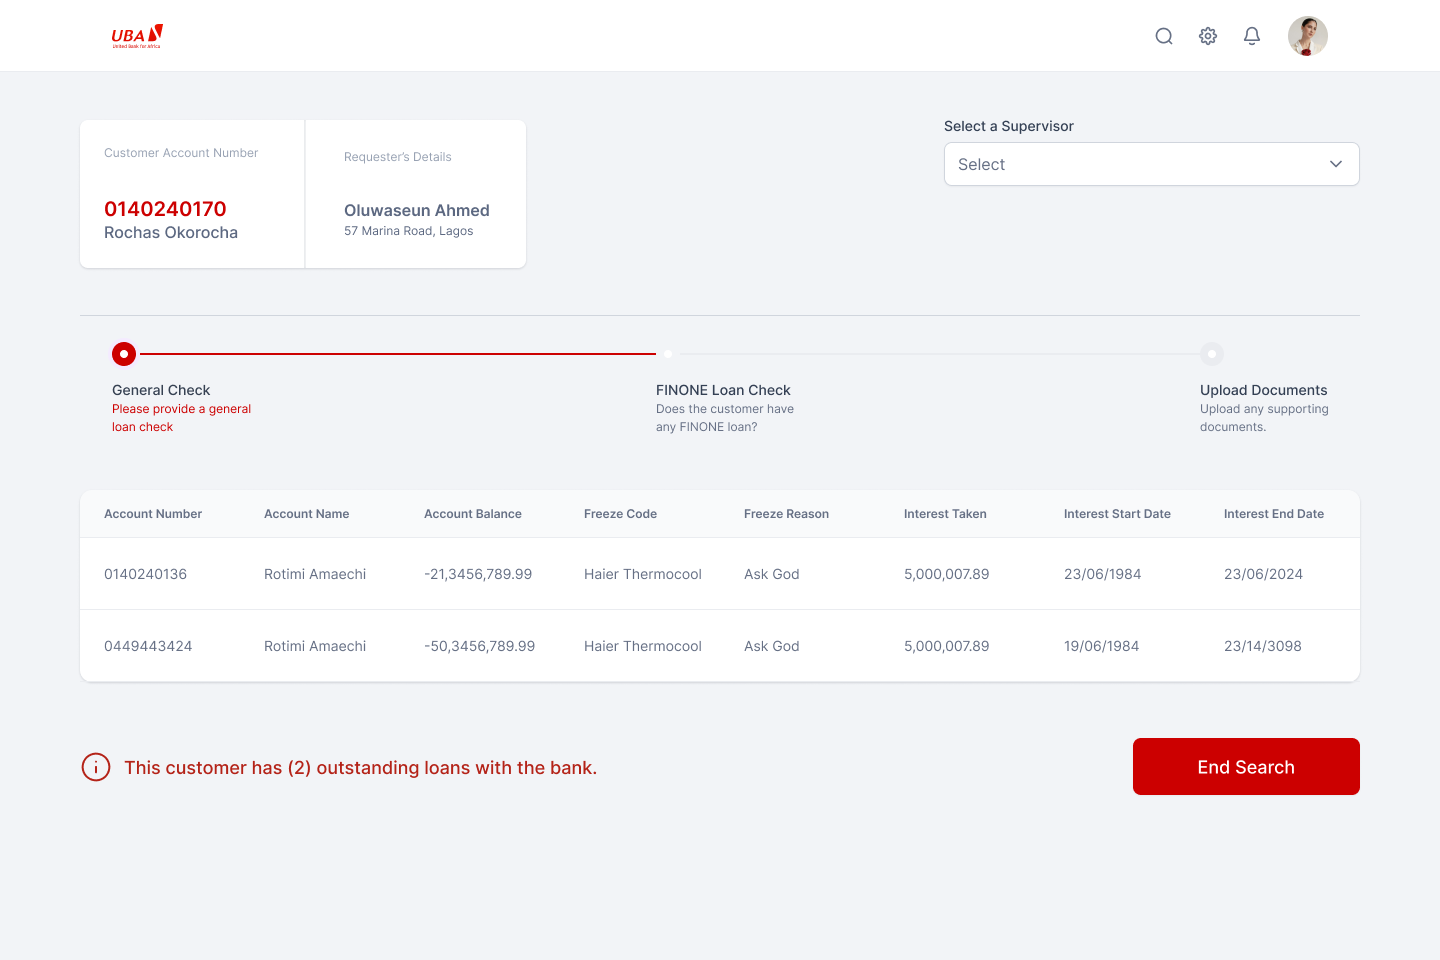 UBA
United Bank for Africa
Customer Account Number
0140240170
Rochas Okorocha
Requester’s Details
Oluwaseun Ahmed
57 Marina Road, Lagos
Select a Supervisor
Select
General Check
Please provide a general
loan check
FINONE Loan Check
Does the customer have
any FINONE loan?
Upload Documents
Upload any supporting
documents.
Account Number Account Name Account Balance Freeze Code Freeze Reason Interest Taken Interest Start Date Interest End Date
0140240136 Rotimi Amaechi -21,3456,789.99 Haier Thermocool Ask God 5,000,007.89 23/06/1984 23/06/2024
0449443424 Rotimi Amaechi -50,3456,789.99 Haier Thermocool Ask God 5,000,007.89 19/06/1984 23/14/3098
This customer has (2) outstanding loans with the bank.
End Search